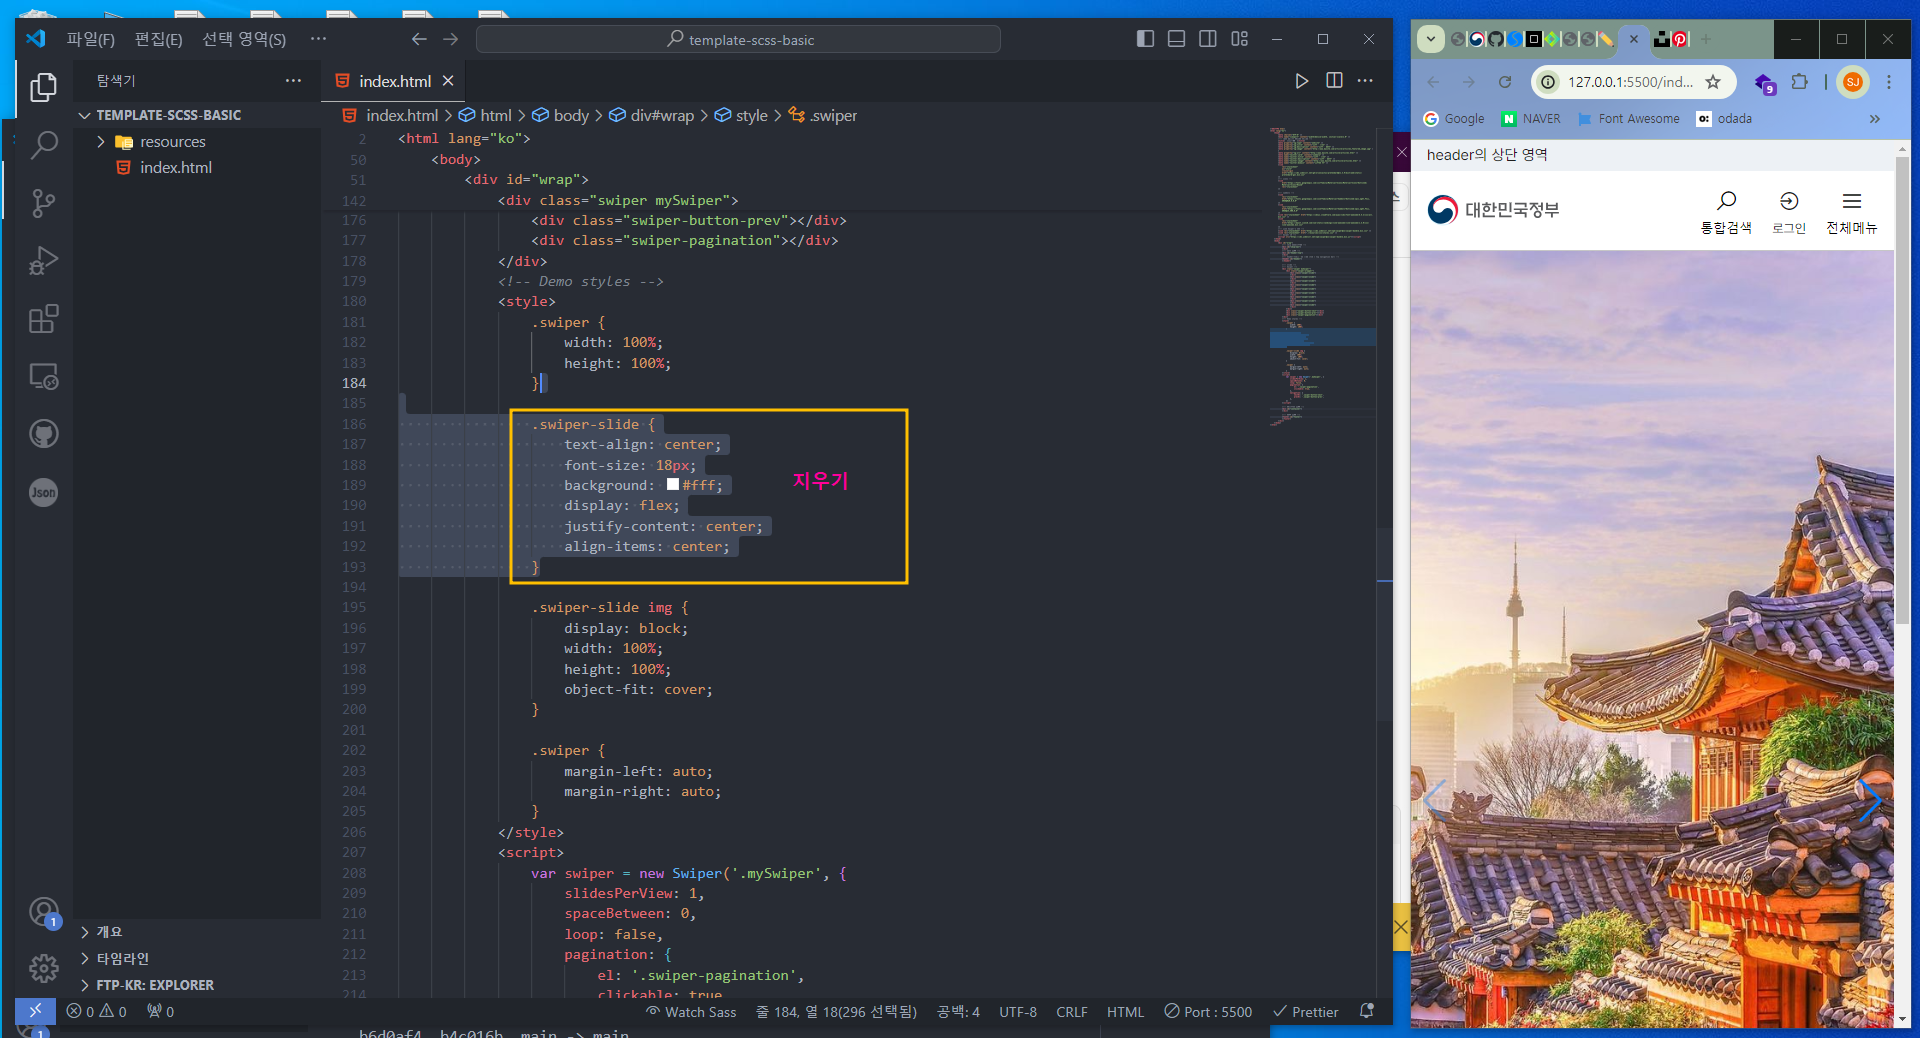 파일(F) 편집(E) 선택 영역(S) ··· template-scss-basic
탐색기 ···
TEMPLATE-SCSS-BASIC
resources
index.html
index.html
index.html > html > body > div#wrap > style > .swiper
2 <html lang="ko">
50 <body>
51 <div id="wrap">
142 <div class="swiper mySwiper">
176 <div class="swiper-button-prev"></div>
177 <div class="swiper-pagination"></div>
178 </div>
179 <!-- Demo styles -->
180 <style>
181 .swiper {
182 width: 100%;
183 height: 100%;
184 }
185
186 .swiper-slide {
187 text-align: center;
188 font-size: 18px;
189 background: #fff;
190 display: flex;
191 justify-content: center;
192 align-items: center;
193 }
194
195 .swiper-slide img {
196 display: block;
197 width: 100%;
198 height: 100%;
199 object-fit: cover;
200 }
201
202 .swiper {
203 margin-left: auto;
204 margin-right: auto;
205 }
206 </style>
207 <script>
208 var swiper = new Swiper('.mySwiper', {
209 slidesPerView: 1,
210 spaceBetween: 0,
211 loop: false,
212 pagination: {
213 el: '.swiper-pagination',
214 clickable: true
지우기
Json
1
개요
타임라인
FTP-KR: EXPLORER
0 0 0 Watch Sass 줄 184, 열 18(296 선택됨) 공백: 4 UTF-8 CRLF HTML Port : 5500 Prettier
1
b6d0af4..b4c016b main -> main
127.0.0.1:5500/ind... 9 SJ
Google NAVER Font Awesome odada
header의 상단 영역
대한민국정부
통합검색 로그인 전체메뉴